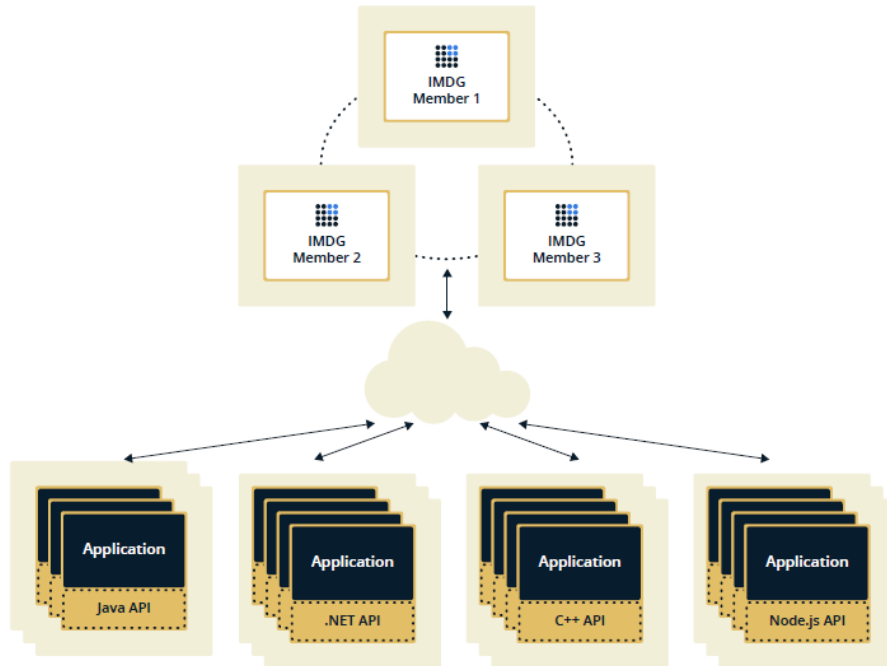 IMDG
Member 1
IMDG
Member 2
IMDG
Member 3
Application
Java API
Application
.NET API
Application
C++ API
Application
Node.js API